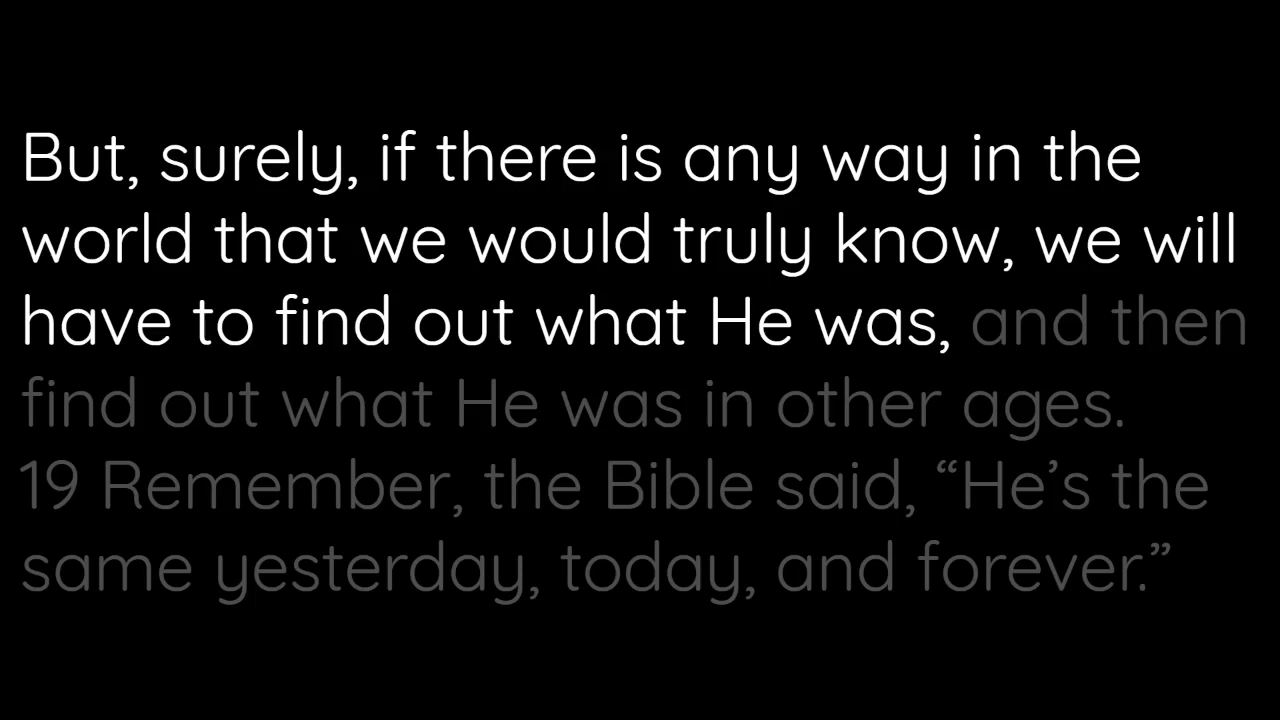 But, surely, if there is any way in the
world that we would truly know, we will
have to find out what He was, and then
find out what He was in other ages.
19 Remember, the Bible said, “He’s the
same yesterday, today, and forever.”